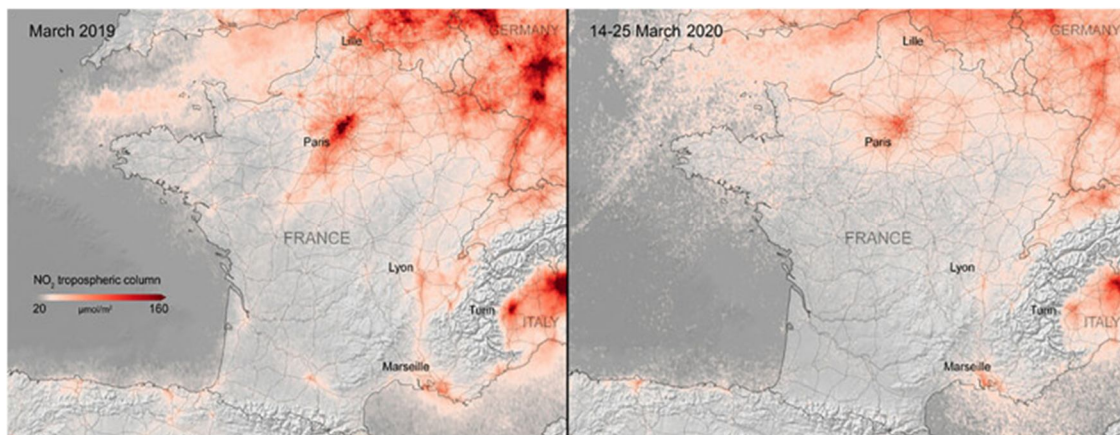 March 2019
Lille
GERMANY
Paris
FRANCE
Lyon
NO₂ tropospheric column
20 160
µmol/m²
Turin
ITALY
Marseille
14-25 March 2020
Lille
GERMANY
Paris
FRANCE
Lyon
Turin
ITALY
Marseille